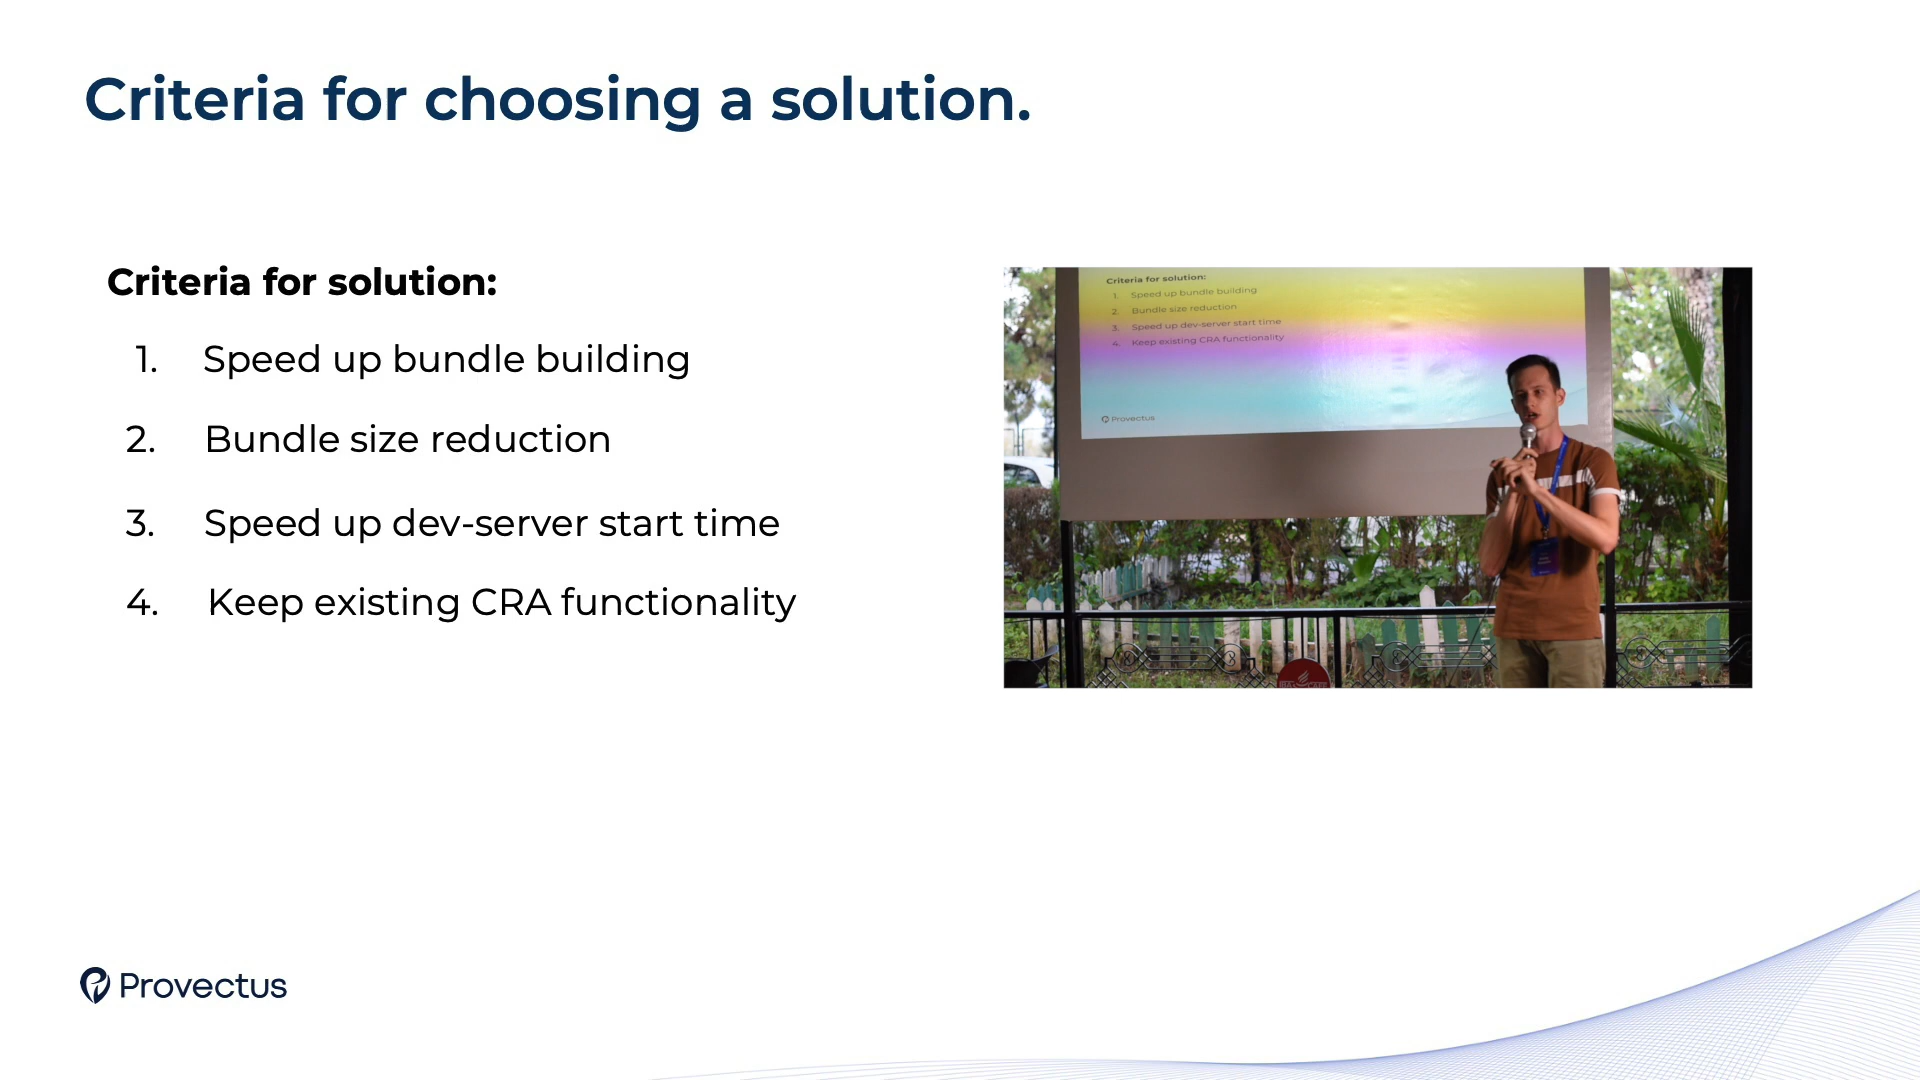 Criteria for choosing a solution.
Criteria for solution:
1. Speed up bundle building
2. Bundle size reduction
3. Speed up dev-server start time
4. Keep existing CRA functionality
Criteria for solution:
1. Speed up bundle building
2. Bundle size reduction
3. Speed up dev-server start time
4. Keep existing CRA functionality
Provectus
Provectus